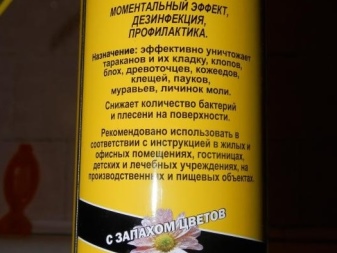 МОМЕНТАЛЬНЫЙ ЭФФЕКТ,
ДЕЗИНФЕКЦИЯ,
ПРОФИЛАКТИКА.
Назначение: эффективно уничтожает
тараканов и их кладку, клопов,
блох, древоточцев, кожеедов,
клещей, пауков,
муравьев, личинок моли.
Снижает количество бактерий
и плесени на поверхности.
Рекомендовано использовать в
соответствии с инструкцией в жилых и
офисных помещениях, гостиницах,
детских и лечебных учреждениях, на
производственных и пищевых объектах.
С ЗАПАХОМ ЦВЕТОВ